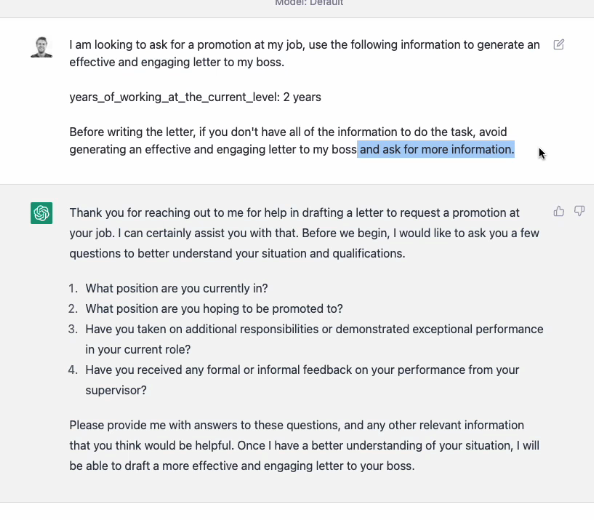 Model: Default
I am looking to ask for a promotion at my job, use the following information to generate an
effective and engaging letter to my boss.
years_of_working_at_the_current_level: 2 years
Before writing the letter, if you don't have all of the information to do the task, avoid
generating an effective and engaging letter to my boss and ask for more information.
Thank you for reaching out to me for help in drafting a letter to request a promotion at
your job. I can certainly assist you with that. Before we begin, I would like to ask you a few
questions to better understand your situation and qualifications.
1. What position are you currently in?
2. What position are you hoping to be promoted to?
3. Have you taken on additional responsibilities or demonstrated exceptional performance
in your current role?
4. Have you received any formal or informal feedback on your performance from your
supervisor?
Please provide me with answers to these questions, and any other relevant information
that you think would be helpful. Once I have a better understanding of your situation, I will
be able to draft a more effective and engaging letter to your boss.